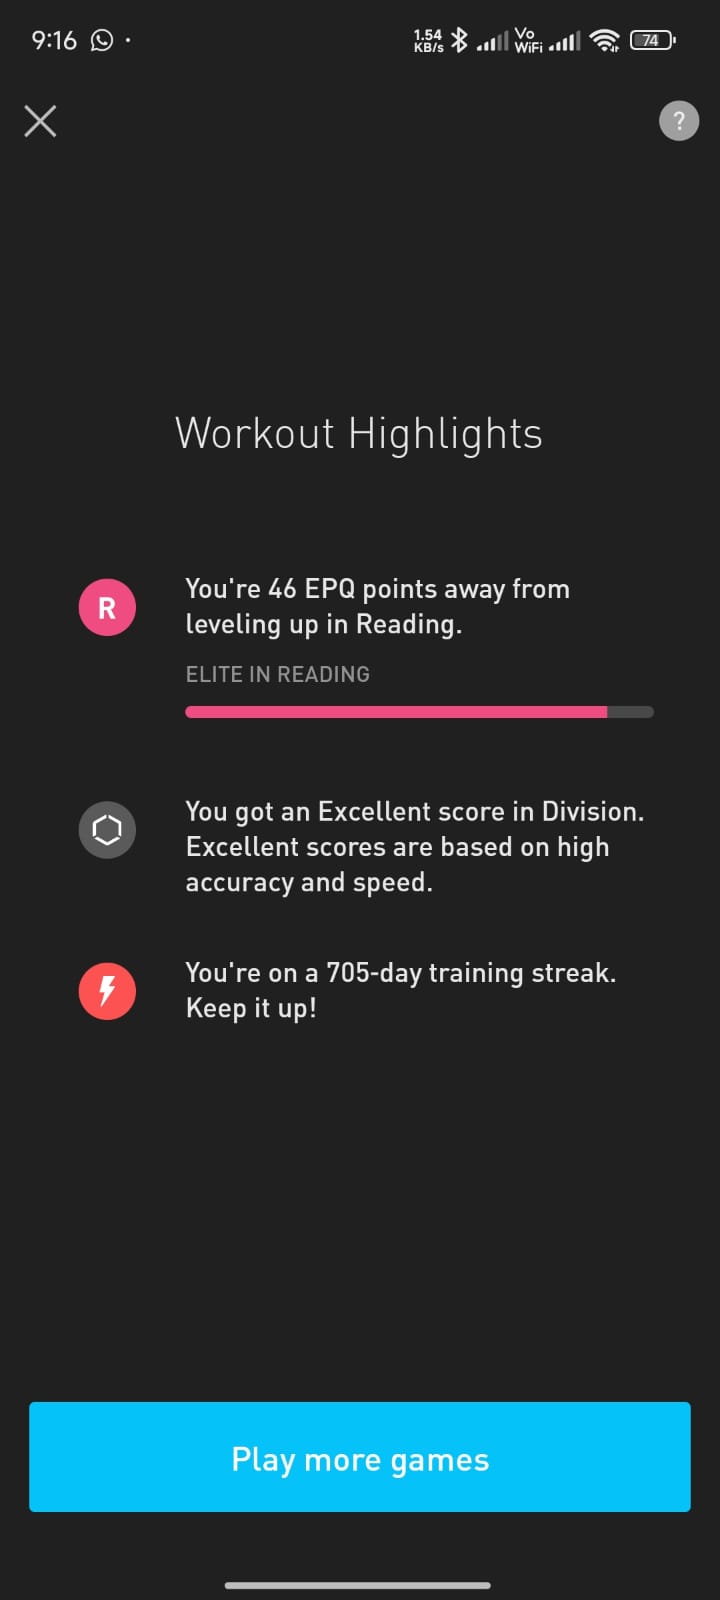 9:16
1.54
KB/s
Vo
WiFi
74
?
Workout Highlights
R
You're 46 EPQ points away from
leveling up in Reading.
ELITE IN READING
You got an Excellent score in Division.
Excellent scores are based on high
accuracy and speed.
You're on a 705-day training streak.
Keep it up!
Play more games